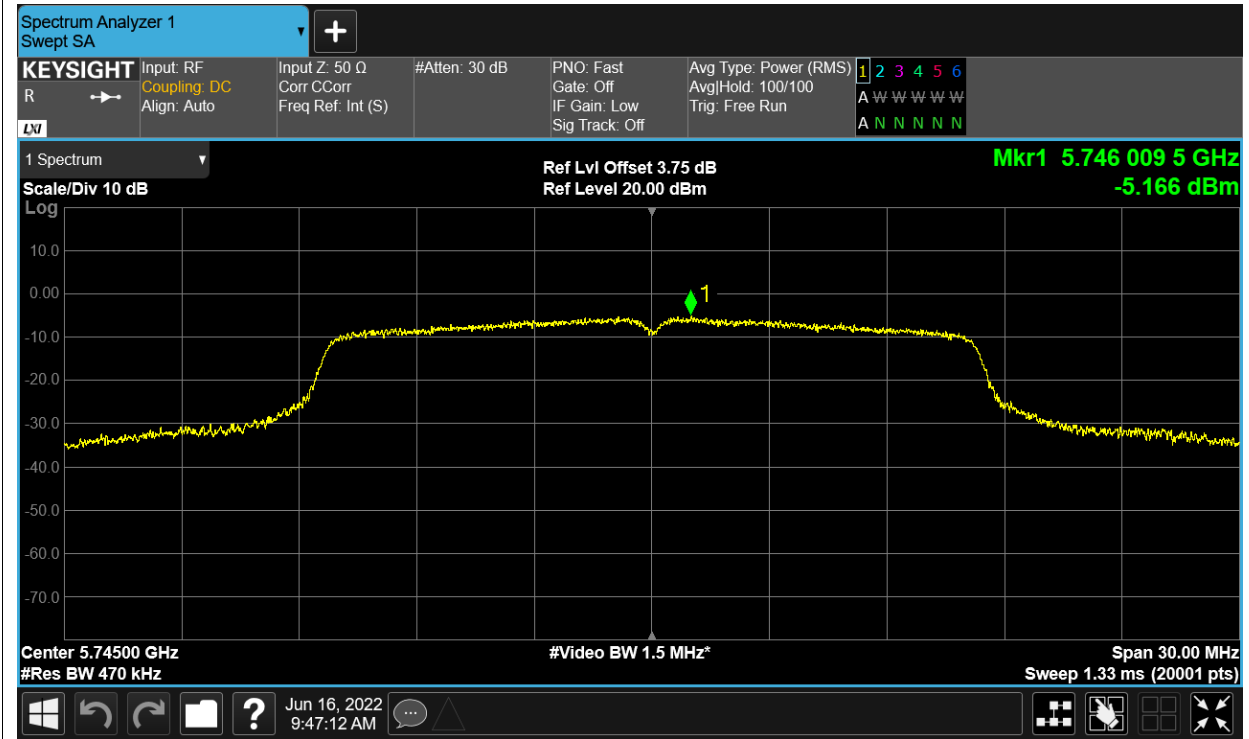 Spectrum Analyzer 1
Swept SA
KEYSIGHT
R
LXI
Input: RF
Coupling: DC
Align: Auto
Input Z: 50 Ω
Corr CCorr
Freq Ref: Int (S)
#Atten: 30 dB
PNO: Fast
Gate: Off
IF Gain: Low
Sig Track: Off
Avg Type: Power (RMS)
Avg|Hold: 100/100
Trig: Free Run
1 2 3 4 5 6
A W W W W W
A N N N N N
1 Spectrum
Scale/Div 10 dB
Log
Ref Lvl Offset 3.75 dB
Ref Level 20.00 dBm
Mkr1 5.746 009 5 GHz
-5.166 dBm
10.0
0.00
1
-10.0
-20.0
-30.0
-40.0
-50.0
-60.0
-70.0
Center 5.74500 GHz
#Res BW 470 kHz
#Video BW 1.5 MHz*
Span 30.00 MHz
Sweep 1.33 ms (20001 pts)
?
Jun 16, 2022
9:47:12 AM